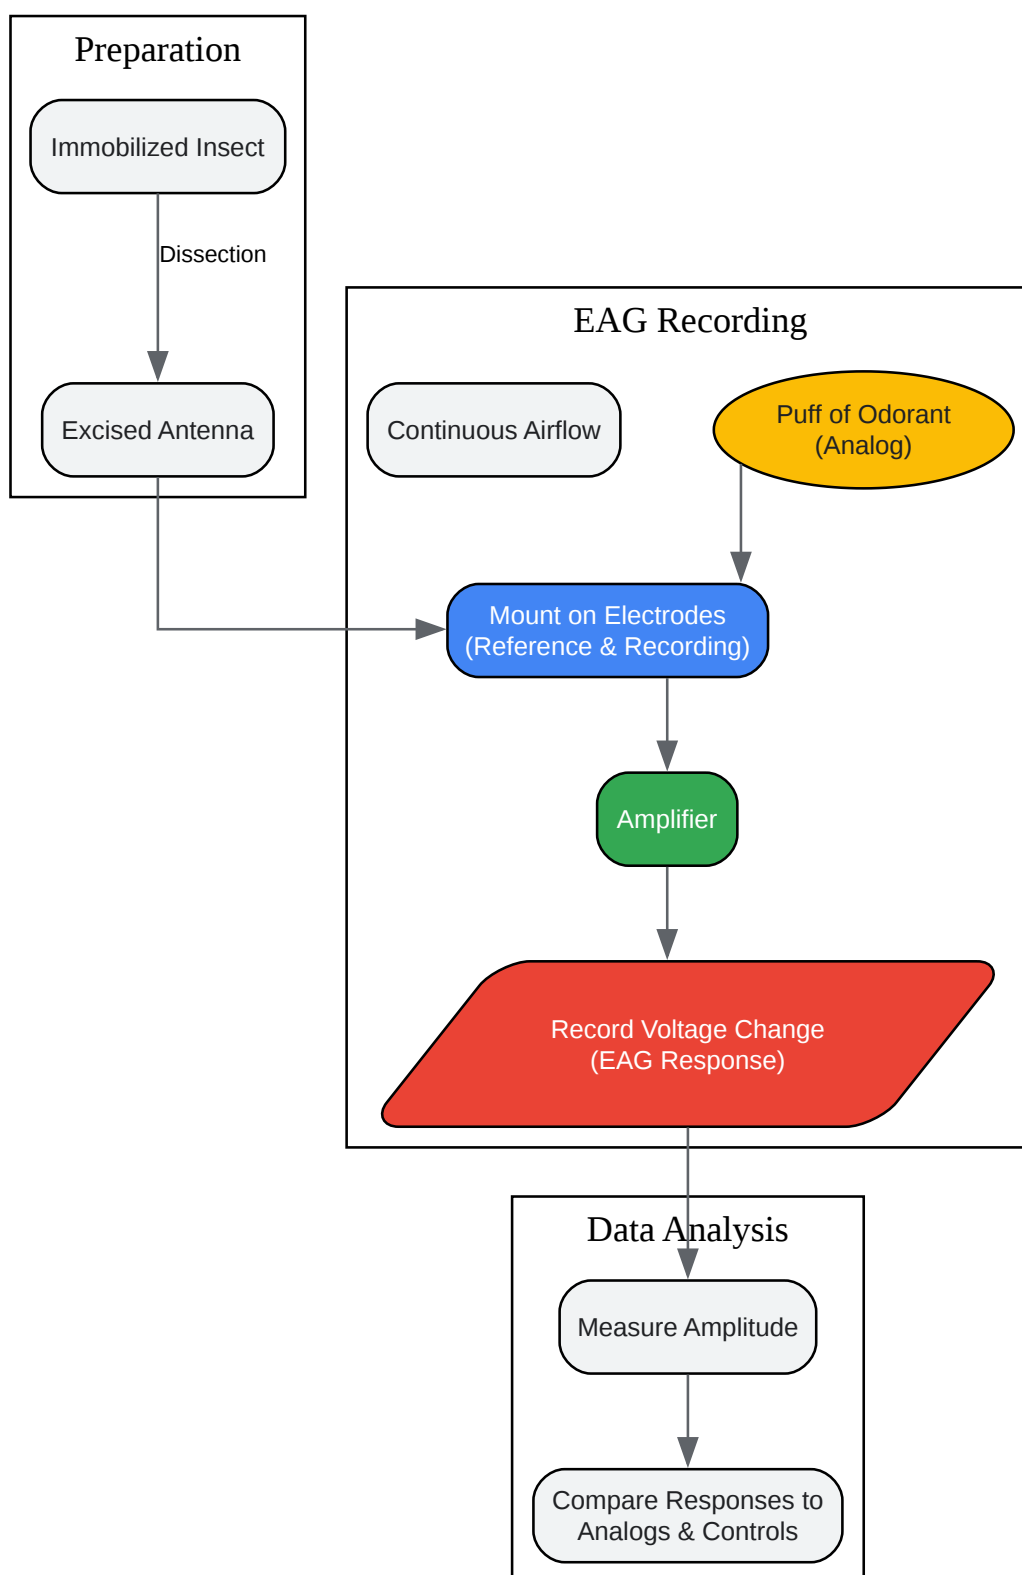 Preparation
Immobilized Insect
Dissection
Excised Antenna
EAG Recording
Continuous Airflow
Puff of Odorant
(Analog)
Mount on Electrodes
(Reference & Recording)
Amplifier
Record Voltage Change
(EAG Response)
Data Analysis
Measure Amplitude
Compare Responses to
Analogs & Controls